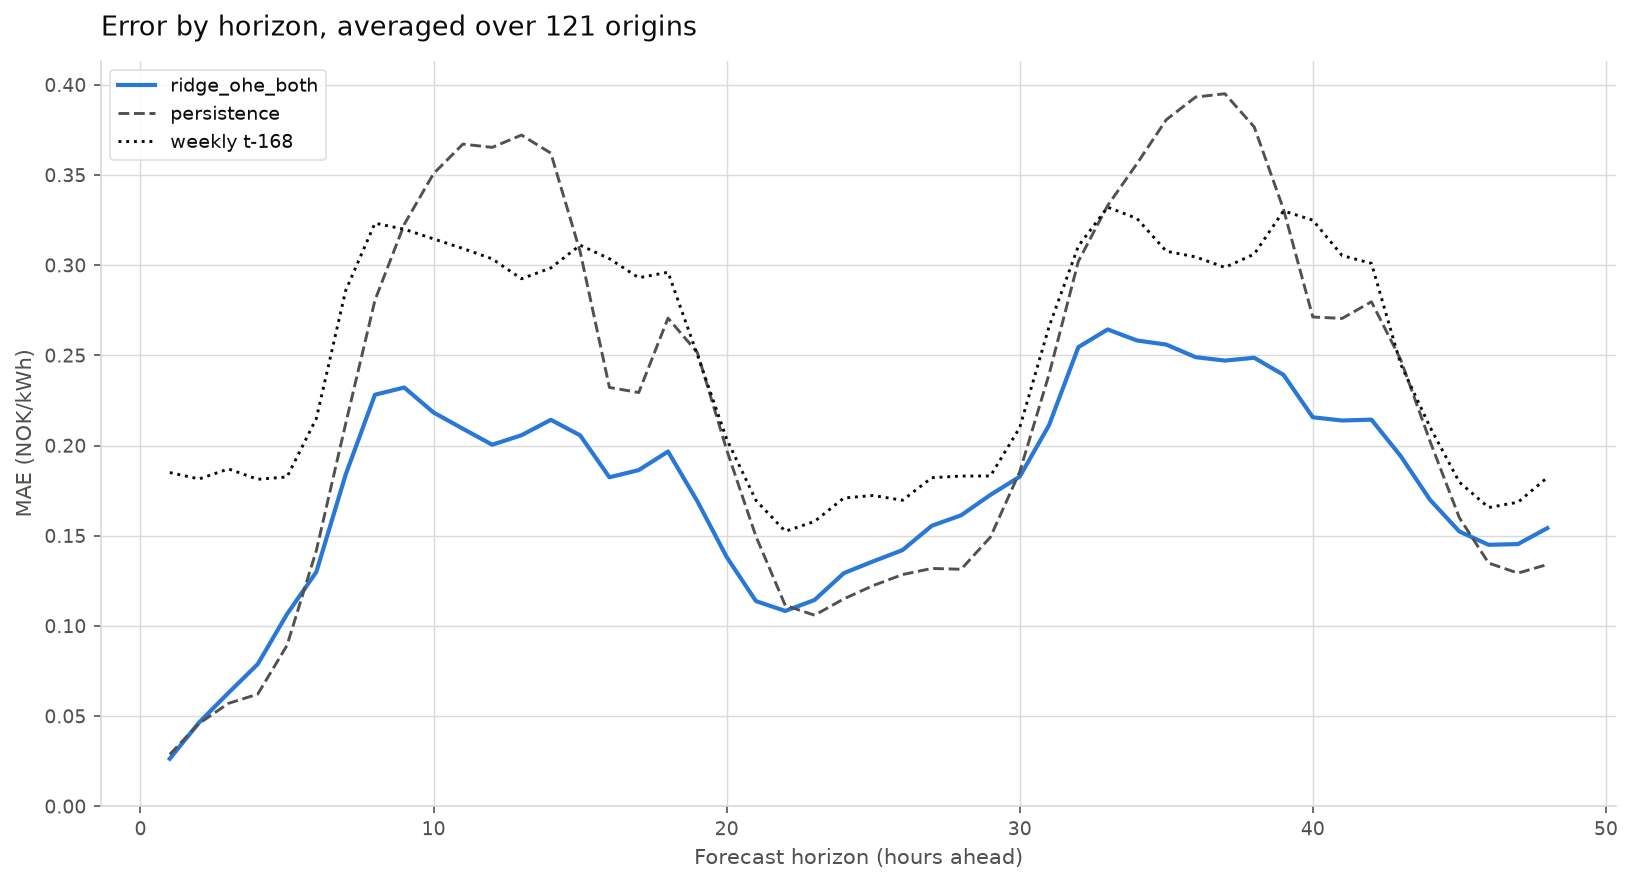 Error by horizon, averaged over 121 origins
ridge_ohe_both
persistence
weekly t-168
MAE (NOK/kWh)
0.40
0.35
0.30
0.25
0.20
0.15
0.10
0.05
0.00
0 10 20 30 40 50
Forecast horizon (hours ahead)